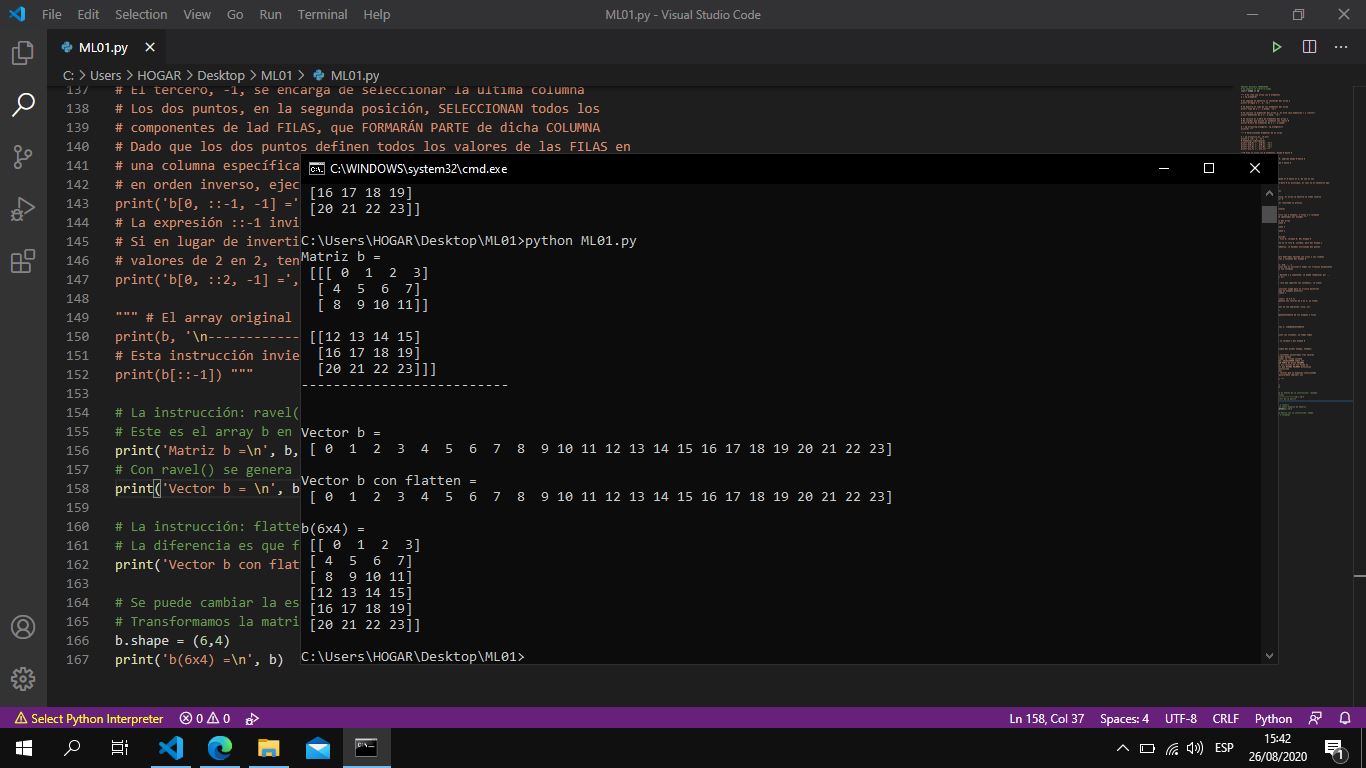 File Edit Selection View Go Run Terminal Help ML01.py - Visual Studio Code
ML01.py
C: > Users > HOGAR > Desktop > ML01 > ML01.py
137 # El tercero, -1, se encarga de seleccionar la última columna
138 # Los dos puntos, en la segunda posición, SELECCIONAN todos los
139 # componentes de lad FILAS, que FORMARÁN PARTE de dicha COLUMNA
140 # Dado que los dos puntos definen todos los valores de las FILAS en
141 # una columna específica
142 # en orden inverso, ejec
143 print('b[0, ::-1, -1] ='
144 # La expresión ::-1 invi
145 # Si en lugar de inverti
146 # valores de 2 en 2, ten
147 print('b[0, ::2, -1] =',
148
149 """ # El array original
150 print(b, '\n------------
151 # Esta instrucción invie
152 print(b[::-1]) """
153
154 # La instrucción: ravel(
155 # Este es el array b en
156 print('Matriz b =\n', b,
157 # Con ravel() se genera
158 print('Vector b = \n', b
159
160 # La instrucción: flatte
161 # La diferencia es que f
162 print('Vector b con flat
163
164 # Se puede cambiar la es
165 # Transformamos la matri
166 b.shape = (6,4)
167 print('b(6x4) =\n', b)
C:\WINDOWS\system32\cmd.exe
[16 17 18 19]
[20 21 22 23]]
C:\Users\HOGAR\Desktop\ML01>python ML01.py
Matriz b =
[[[ 0 1 2 3]
[ 4 5 6 7]
[ 8 9 10 11]]
[[12 13 14 15]
[16 17 18 19]
[20 21 22 23]]]
--------------------------
Vector b =
[ 0 1 2 3 4 5 6 7 8 9 10 11 12 13 14 15 16 17 18 19 20 21 22 23]
Vector b con flatten =
[ 0 1 2 3 4 5 6 7 8 9 10 11 12 13 14 15 16 17 18 19 20 21 22 23]
b(6x4) =
[[ 0 1 2 3]
[ 4 5 6 7]
[ 8 9 10 11]
[12 13 14 15]
[16 17 18 19]
[20 21 22 23]]
C:\Users\HOGAR\Desktop\ML01>
Select Python Interpreter 0 0 Ln 158, Col 37 Spaces: 4 UTF-8 CRLF Python
ESP 15:42
26/08/2020 1